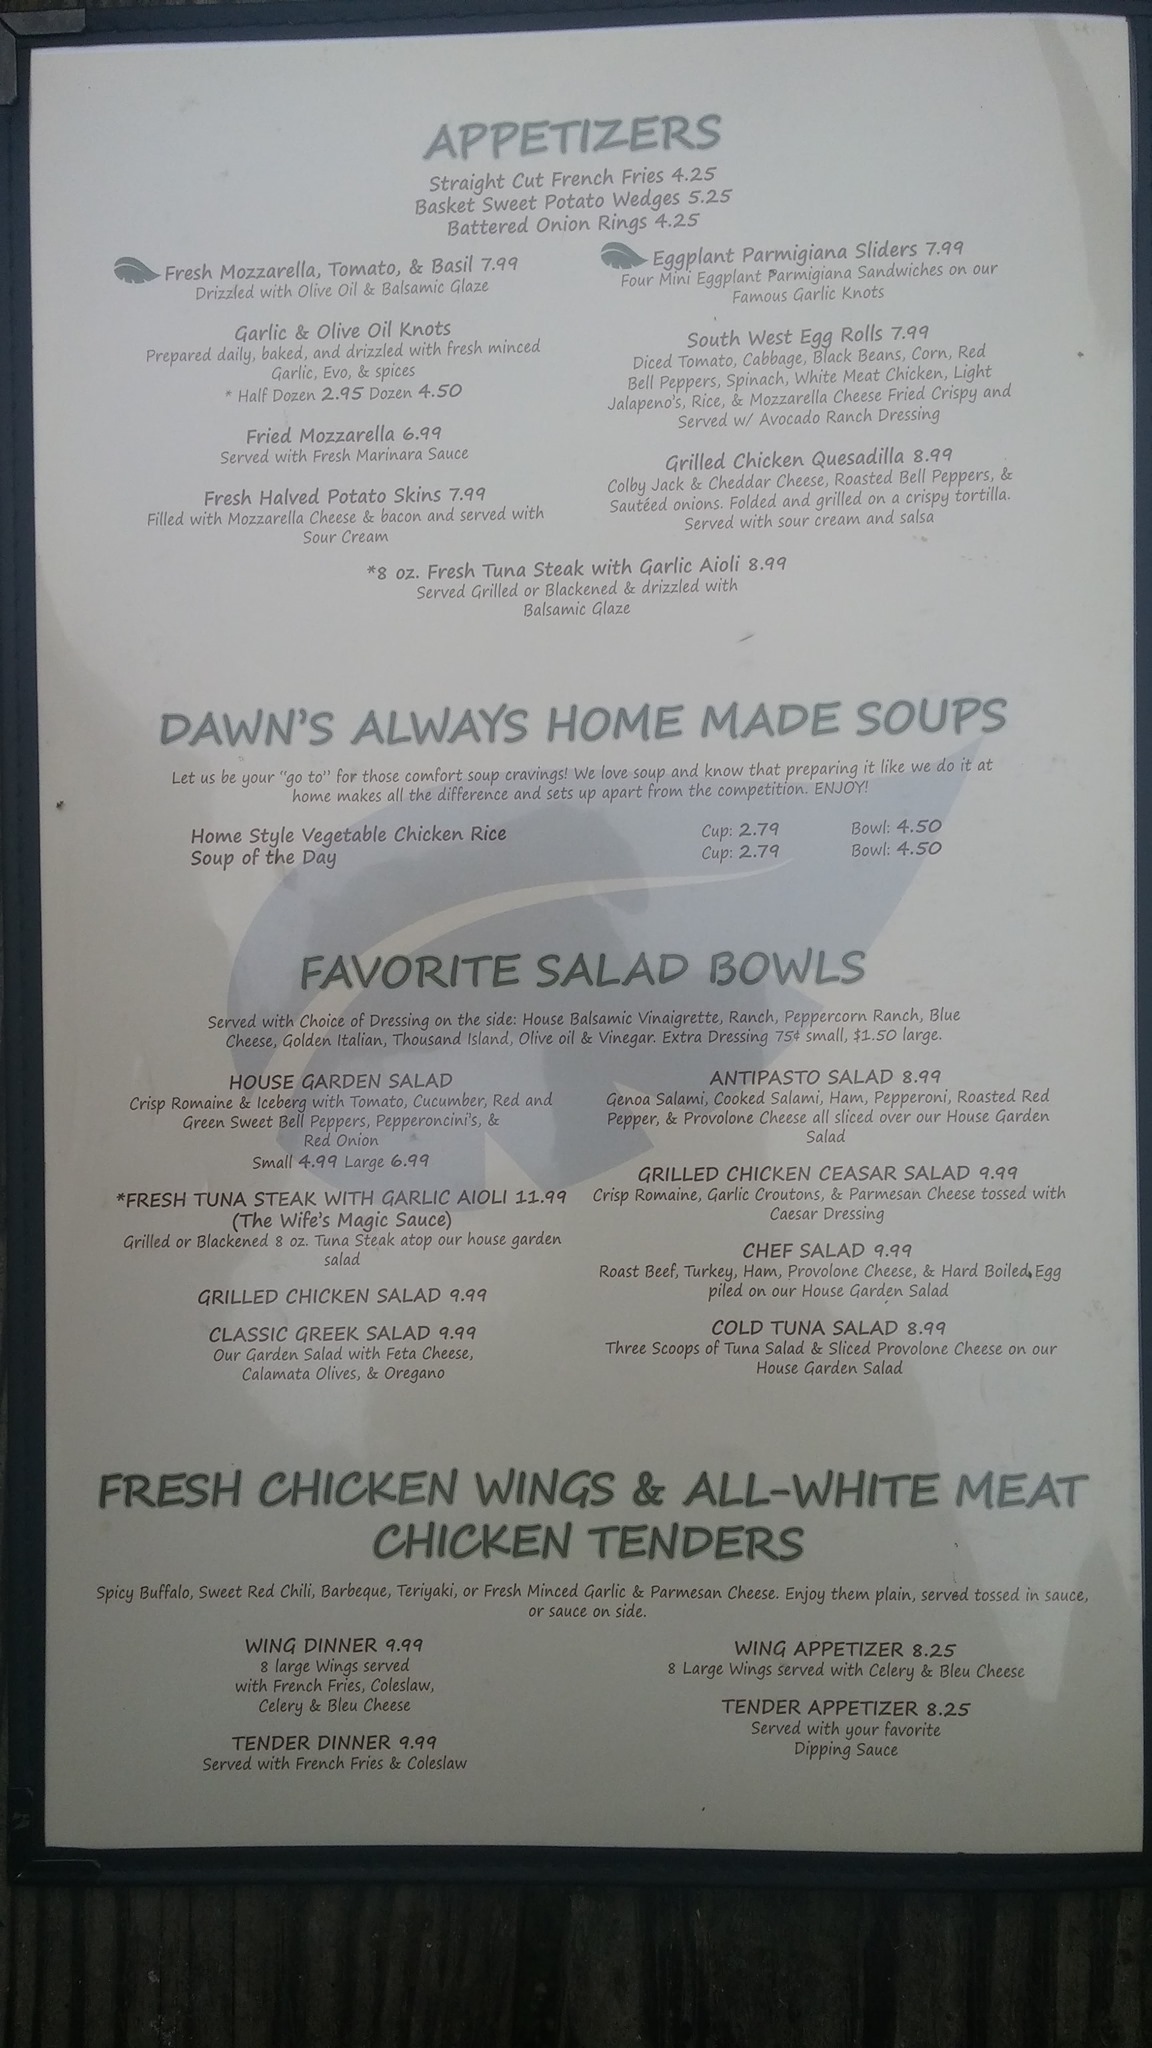 APPETIZERS
Straight Cut French Fries 4.25
Basket Sweet Potato Wedges 5.25
Battered Onion Rings 4.25
Fresh Mozzarella, Tomato, & Basil 7.99
Drizzled with Olive Oil & Balsamic Glaze
Garlic & Olive Oil Knots
Prepared daily, baked, and drizzled with fresh minced
Garlic, Evo, & spices
* Half Dozen 2.95 Dozen 4.50
Fried Mozzarella 6.99
Served with Fresh Marinara Sauce
Fresh Halved Potato Skins 7.99
Filled with Mozzarella Cheese & bacon and served with
Sour Cream
Eggplant Parmigiana Sliders 7.99
Four Mini Eggplant Parmigiana Sandwiches on our
Famous Garlic Knots
South West Egg Rolls 7.99
Diced Tomato, Cabbage, Black Beans, Corn, Red
Bell Peppers, Spinach, White Meat Chicken, Light
Jalapeno's, Rice, & Mozzarella Cheese Fried Crispy and
Served w/ Avocado Ranch Dressing
Grilled Chicken Quesadilla 8.99
Colby Jack & Cheddar Cheese, Roasted Bell Peppers, &
Sautéed onions. Folded and grilled on a crispy tortilla.
Served with sour cream and salsa
*8 oz. Fresh Tuna Steak with Garlic Aioli 8.99
Served Grilled or Blackened & drizzled with
Balsamic Glaze
DAWN'S ALWAYS HOME MADE SOUPS
Let us be your "go to" for those comfort soup cravings! We love soup and know that preparing it like we do it at
home makes all the difference and sets up apart from the competition. ENJOY!
Home Style Vegetable Chicken Rice Cup: 2.79 Bowl: 4.50
Soup of the Day Cup: 2.79 Bowl: 4.50
FAVORITE SALAD BOWLS
Served with Choice of Dressing on the side: House Balsamic Vinaigrette, Ranch, Peppercorn Ranch, Blue
Cheese, Golden Italian, Thousand Island, Olive oil & Vinegar. Extra Dressing 75¢ small, $1.50 large.
HOUSE GARDEN SALAD
Crisp Romaine & Iceberg with Tomato, Cucumber, Red and
Green Sweet Bell Peppers, Pepperoncini's, &
Red Onion
Small 4.99 Large 6.99
*FRESH TUNA STEAK WITH GARLIC AIOLI 11.99
(The Wife's Magic Sauce)
Grilled or Blackened 8 oz. Tuna Steak atop our house garden
salad
GRILLED CHICKEN SALAD 9.99
CLASSIC GREEK SALAD 9.99
Our Garden Salad with Feta Cheese,
Calamata Olives, & Oregano
ANTIPASTO SALAD 8.99
Genoa Salami, Cooked Salami, Ham, Pepperoni, Roasted Red
Pepper, & Provolone Cheese all sliced over our House Garden
Salad
GRILLED CHICKEN CEASAR SALAD 9.99
Crisp Romaine, Garlic Croutons, & Parmesan Cheese tossed with
Caesar Dressing
CHEF SALAD 9.99
Roast Beef, Turkey, Ham, Provolone Cheese, & Hard Boiled Egg
piled on our House Garden Salad
COLD TUNA SALAD 8.99
Three Scoops of Tuna Salad & Sliced Provolone Cheese on our
House Garden Salad
FRESH CHICKEN WINGS & ALL-WHITE MEAT
CHICKEN TENDERS
Spicy Buffalo, Sweet Red Chili, Barbeque, Teriyaki, or Fresh Minced Garlic & Parmesan Cheese. Enjoy them plain, served tossed in sauce,
or sauce on side.
WING DINNER 9.99
8 large Wings served
with French Fries, Coleslaw,
Celery & Bleu Cheese
TENDER DINNER 9.99
Served with French Fries & Coleslaw
WING APPETIZER 8.25
8 Large Wings served with Celery & Bleu Cheese
TENDER APPETIZER 8.25
Served with your favorite
Dipping Sauce